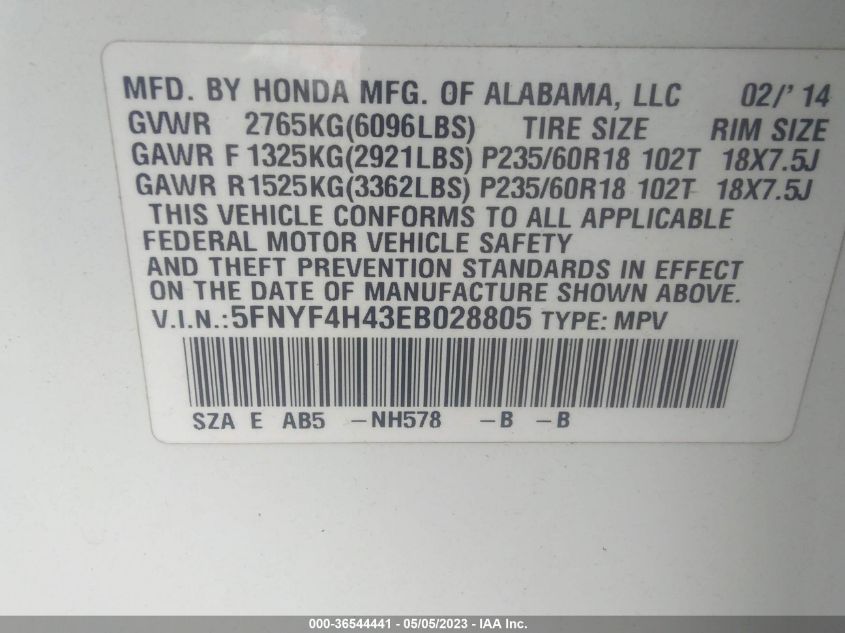 MFD. BY HONDA MFG. OF ALABAMA, LLC 02/' 14
GVWR 2765KG(6096LBS) TIRE SIZE RIM SIZE
GAWR F 1325KG(2921LBS) P235/60R18 102T 18X7.5J
GAWR R 1525KG(3362LBS) P235/60R18 102T 18X7.5J
THIS VEHICLE CONFORMS TO ALL APPLICABLE
FEDERAL MOTOR VEHICLE SAFETY
AND THEFT PREVENTION STANDARDS IN EFFECT
ON THE DATE OF MANUFACTURE SHOWN ABOVE.
V.I.N.: 5FNYF4H43EB028805 TYPE: MPV
SZA E AB5 –NH578 –B –B
000-36544441 - 05/05/2023 - IAA Inc.